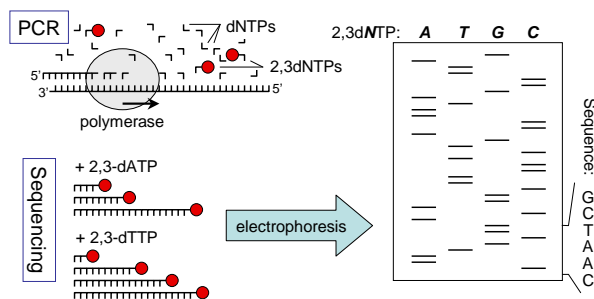 PCR
dNTPs
2,3dNTPs
5'
3'
5'
polymerase
Sequencing
+ 2,3-dATP
+ 2,3-dTTP
electrophoresis
2,3dNTP: A T G C
Sequence:
G
C
T
A
A
C